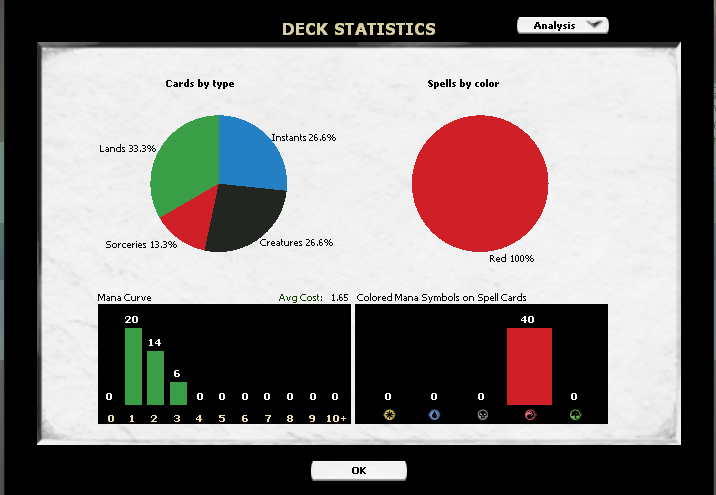 DECK STATISTICS
Analysis
Cards by type
Spells by color
Lands 33.3%
Instants 26.6%
Sorceries 13.3%
Creatures 26.6%
Red 100%
Mana Curve
Avg Cost: 1.65
Colored Mana Symbols on Spell Cards
0 20 14 6 0 0 0 0 0 0 0
0 1 2 3 4 5 6 7 8 9 10+
0 0 0 40 0
OK